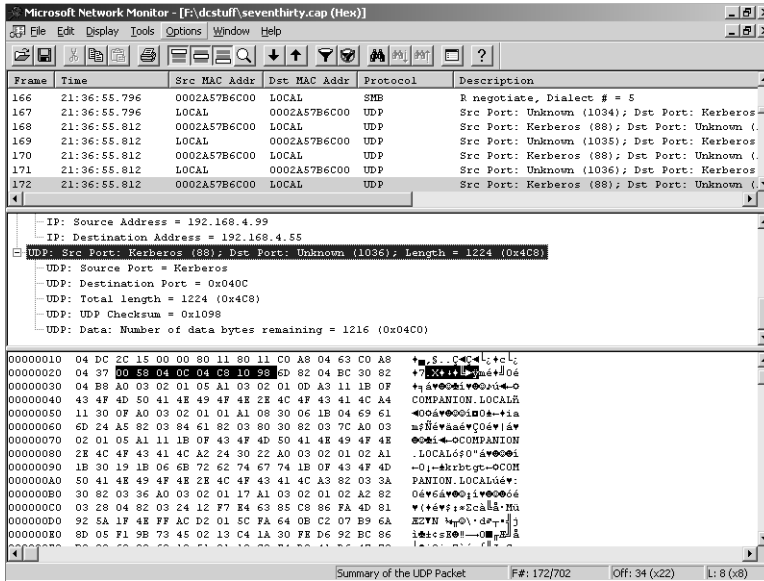 Microsoft Network Monitor - [F:\dcstuff\seventhirty.cap (Hex)]
File Edit Display Tools Options Window Help
Frame Time Src MAC Addr Dst MAC Addr Protocol Description
166 21:36:55.796 0002A57B6C00 LOCAL SMB R negotiate, Dialect # = 5
167 21:36:55.796 LOCAL 0002A57B6C00 UDP Src Port: Unknown (1034); Dst Port: Kerberos
168 21:36:55.812 0002A57B6C00 LOCAL UDP Src Port: Kerberos (88); Dst Port: Unknown (.
169 21:36:55.812 LOCAL 0002A57B6C00 UDP Src Port: Unknown (1035); Dst Port: Kerberos
170 21:36:55.812 0002A57B6C00 LOCAL UDP Src Port: Kerberos (88); Dst Port: Unknown (.
171 21:36:55.812 LOCAL 0002A57B6C00 UDP Src Port: Unknown (1036); Dst Port: Kerberos
172 21:36:55.812 0002A57B6C00 LOCAL UDP Src Port: Kerberos (88); Dst Port: Unknown (.
IP: Source Address = 192.168.4.99
IP: Destination Address = 192.168.4.55
UDP: Src Port: Kerberos (88); Dst Port: Unknown (1036); Length = 1224 (0x4C8)
UDP: Source Port = Kerberos
UDP: Destination Port = 0x040C
UDP: Total length = 1224 (0x4C8)
UDP: UDP Checksum = 0x1098
UDP: Data: Number of data bytes remaining = 1216 (0x04C0)
00000010 04 DC 2C 15 00 00 80 11 80 11 C0 A8 04 63 C0 A8
00000020 04 37 00 58 04 0C 04 C8 10 98 6D 82 04 BC 30 82
00000030 04 B8 A0 03 02 01 05 A1 03 02 01 0D A3 11 1B 0F
00000040 43 4F 4D 50 41 4E 49 4F 4E 2E 4C 4F 43 41 4C A4 COMPANION.LOCALñ
00000050 11 30 0F A0 03 02 01 01 A1 08 30 06 1B 04 69 61
00000060 6D 24 A5 82 03 84 61 82 03 80 30 82 03 7C A0 03
00000070 02 01 05 A1 11 1B 0F 43 4F 4D 50 41 4E 49 4F 4E COMPANION
00000080 2E 4C 4F 43 41 4C A2 24 30 22 A0 03 02 01 02 A1 .LOCALó$0"á
00000090 1B 30 19 1B 06 6B 72 62 74 67 74 1B 0F 43 4F 4D krbtgt COM
000000A0 50 41 4E 49 4F 4E 2E 4C 4F 43 41 4C A3 82 03 3A PANION.LOCALúé
000000B0 30 82 03 36 A0 03 02 01 17 A1 03 02 01 02 A2 82
000000C0 03 28 04 82 03 24 12 F7 E4 63 85 C8 86 FA 4D 81
000000D0 92 5A 1F 4E FF AC D2 01 5C FA 64 0B C2 07 B9 6A
000000E0 8D 05 F1 9B 73 45 02 13 C4 1A 30 FE D6 92 BC 86
Summary of the UDP Packet F#: 172/702 Off: 34 (x22) L: 8 (x8)